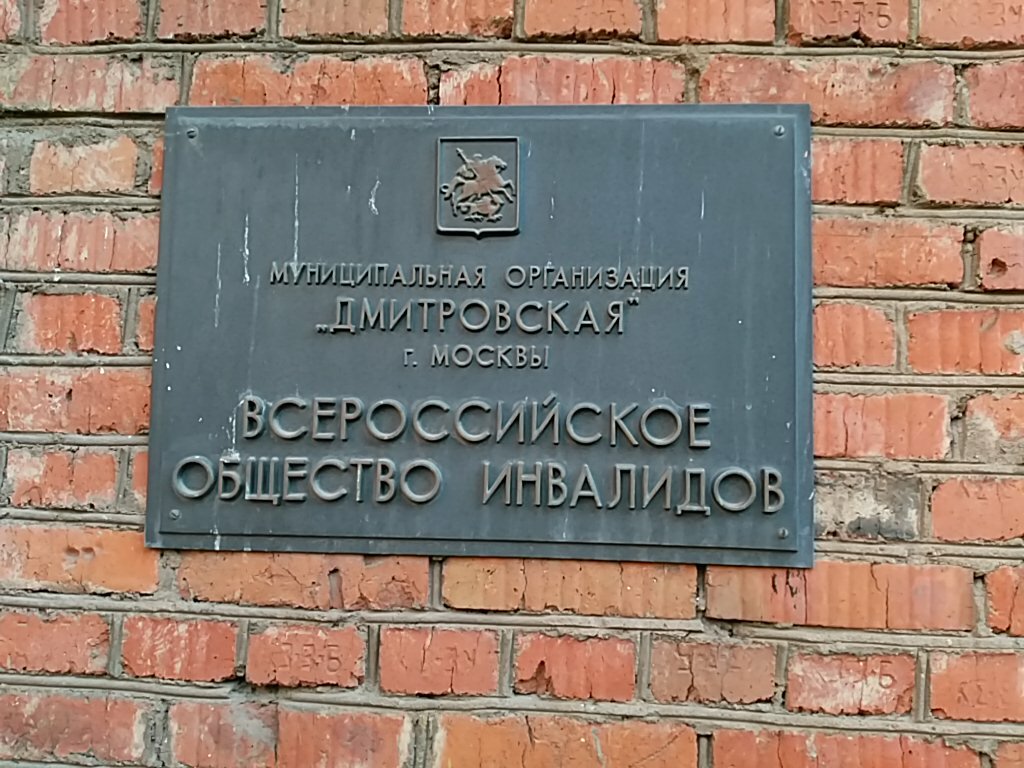 МУНИЦИПАЛЬНАЯ ОРГАНИЗАЦИЯ
„ДМИТРОВСКАЯ"
Г. МОСКВЫ
ВСЕРОССИЙСКОЕ
ОБЩЕСТВО ИНВАЛИДОВ